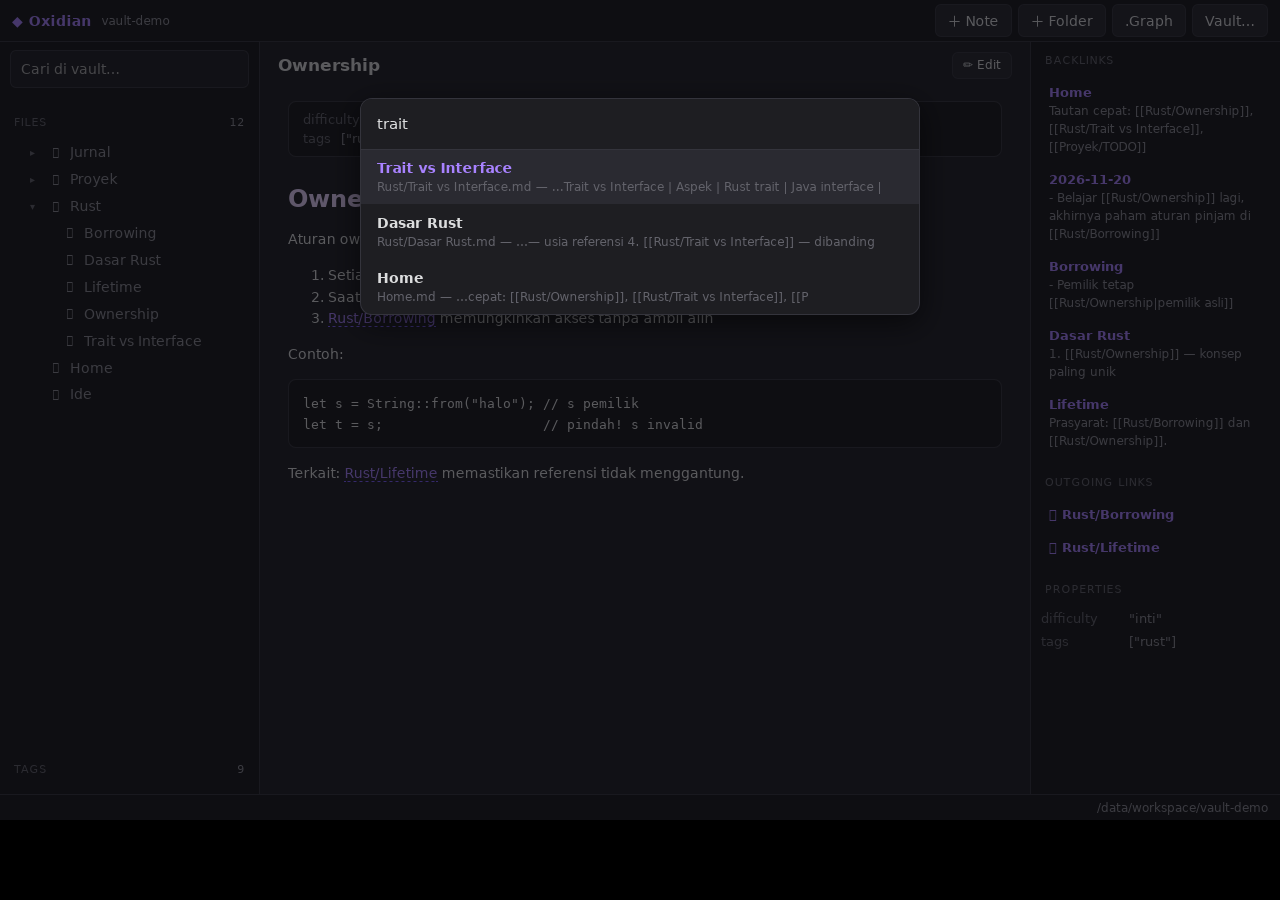 ◆ Oxidian vault-demo
+ Note + Folder .Graph Vault...
Cari di vault...
FILES 12
Jurnal
Proyek
Rust
Borrowing
Dasar Rust
Lifetime
Ownership
Trait vs Interface
Home
Ide
TAGS 9
Ownership
✏ Edit
difficulty
tags ["ru
trait
Trait vs Interface
Rust/Trait vs Interface.md — ...Trait vs Interface | Aspek | Rust trait | Java interface |
Dasar Rust
Rust/Dasar Rust.md — ...— usia referensi 4. [[Rust/Trait vs Interface]] — dibanding
Home
Home.md — ...cepat: [[Rust/Ownership]], [[Rust/Trait vs Interface]], [[P
Owne
Aturan ow
1. Setia
2. Saat
3. Rust/Borrowing memungkinkan akses tanpa ambil alih
Contoh:
let s = String::from("halo"); // s pemilik
let t = s; // pindah! s invalid
Terkait: Rust/Lifetime memastikan referensi tidak menggantung.
BACKLINKS
Home
Tautan cepat: [[Rust/Ownership]],
[[Rust/Trait vs Interface]],
[[Proyek/TODO]]
2026-11-20
- Belajar [[Rust/Ownership]] lagi,
akhirnya paham aturan pinjam di
[[Rust/Borrowing]]
Borrowing
- Pemilik tetap
[[Rust/Ownership|pemilik asli]]
Dasar Rust
1. [[Rust/Ownership]] — konsep
paling unik
Lifetime
Prasyarat: [[Rust/Borrowing]] dan
[[Rust/Ownership]].
OUTGOING LINKS
Rust/Borrowing
Rust/Lifetime
PROPERTIES
difficulty "inti"
tags ["rust"]
/data/workspace/vault-demo